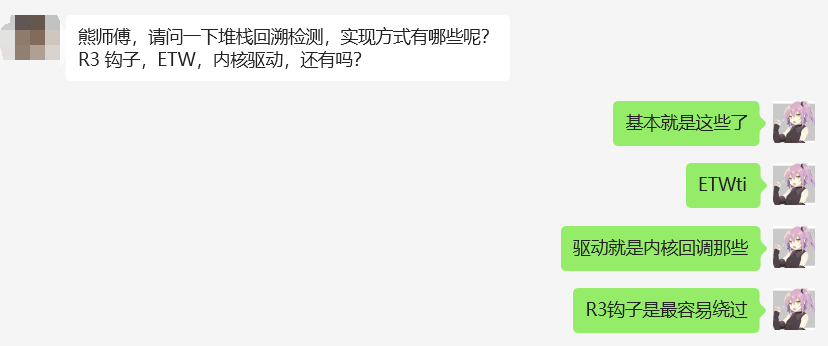 熊师傅，请问一下堆栈回溯检测，实现方式有哪些呢？
R3 钩子，ETW，内核驱动，还有吗？
基本就是这些了
ETWti
驱动就是内核回调那些
R3钩子是最容易绕过